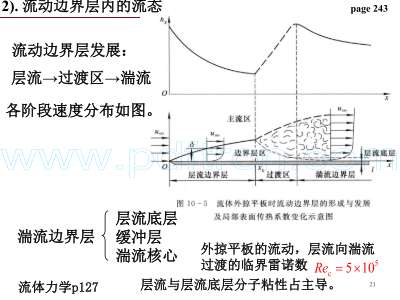 2). 流动边界层内的流态
page 243
流动边界层发展：
层流→过渡区→湍流
各阶段速度分布如图。
hx
O
x
主流区
u∞
u∞
u∞
δ
边界层区
层流底层
O
xc
x
l
层流边界层
过渡区
湍流边界层
图 10-5 流体外掠平板时流动边界层的形成与发展
及局部表面传热系数变化示意图
湍流边界层
层流底层
缓冲层
湍流核心
外掠平板的流动，层流向湍流
过渡的临界雷诺数 Rec = 5×10⁵
流体力学p127
层流与层流底层分子粘性占主导。
21